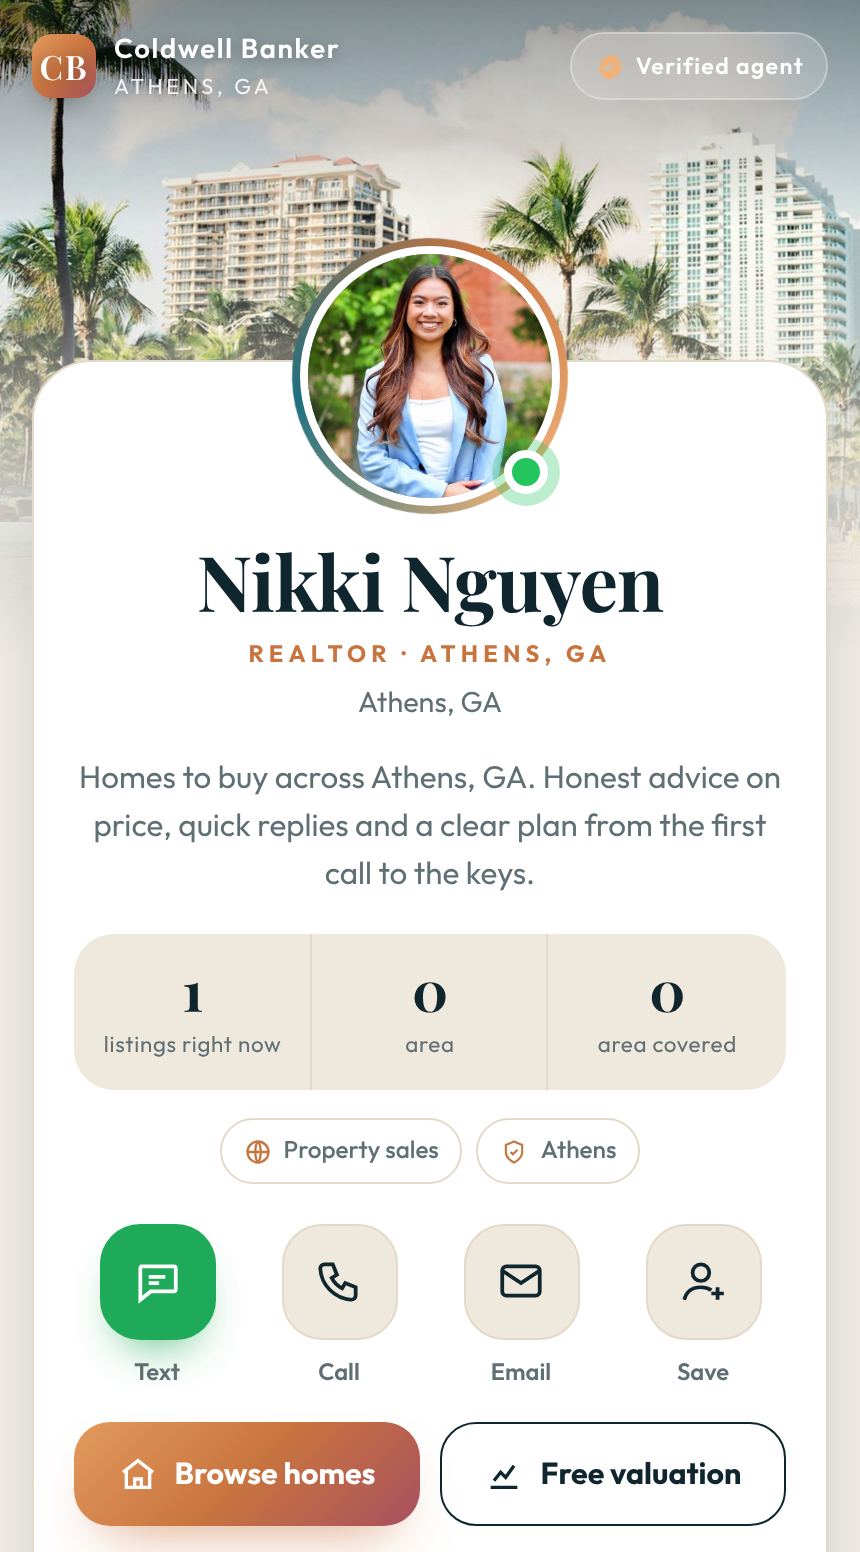 CB
Coldwell Banker
ATHENS, GA
Verified agent
Nikki Nguyen
REALTOR · ATHENS, GA
Athens, GA
Homes to buy across Athens, GA. Honest advice on
price, quick replies and a clear plan from the first
call to the keys.
1
listings right now
0
area
0
area covered
Property sales
Athens
Text
Call
Email
Save
Browse homes
Free valuation